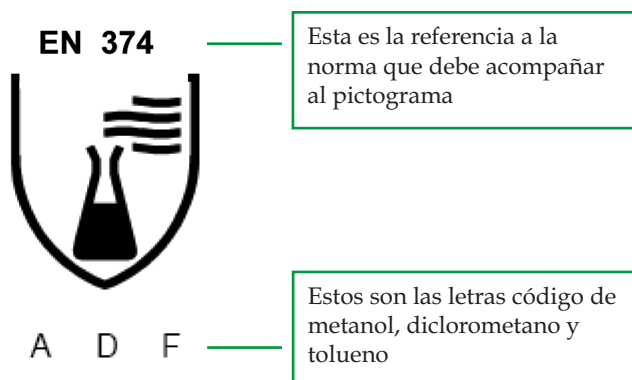 EN 374
Esta es la referencia a la
norma que debe acompañar
al pictograma
Estos son las letras código de
metanol, diclorometano y
tolueno
A D F